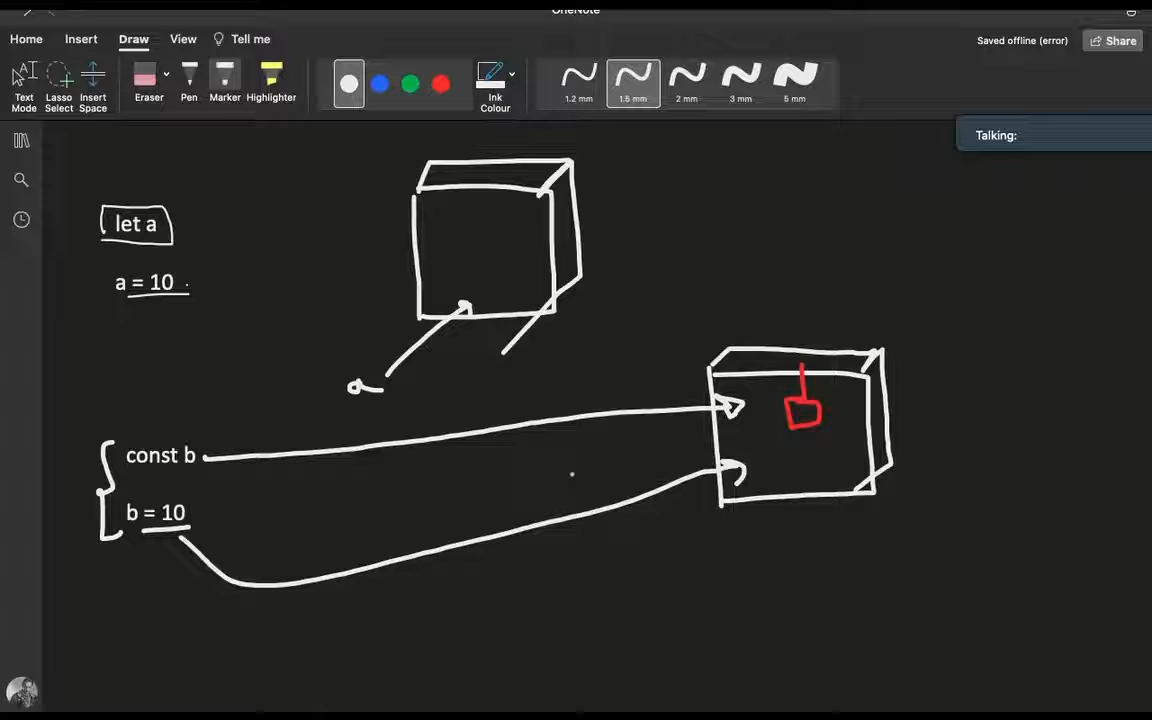 OneNote
Home Insert Draw View Tell me
Saved offline (error)
Share
Text Mode
Lasso Select
Insert Space
Eraser
Pen
Marker
Highlighter
Ink Colour
1.2 mm
1.5 mm
2 mm
3 mm
5 mm
Talking:
let a
a = 10
a
const b
b = 10